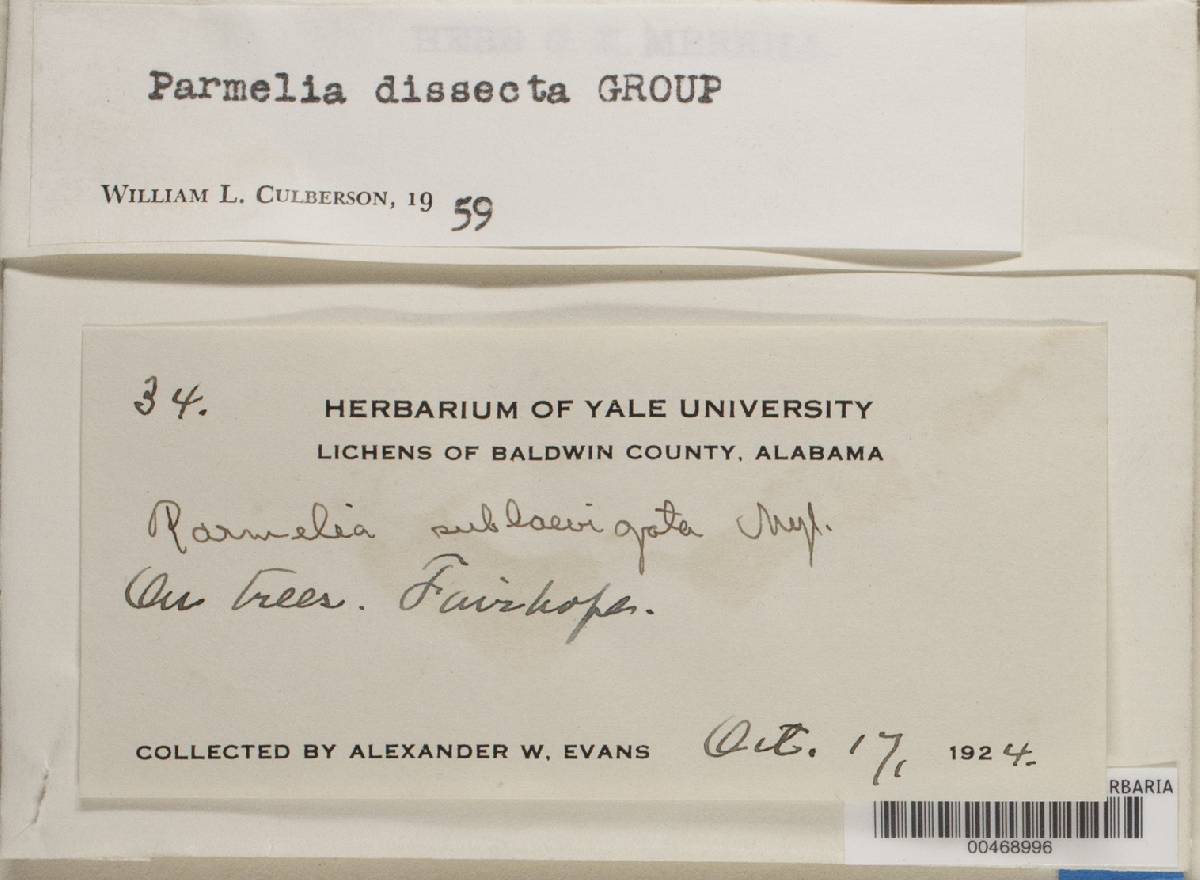 Parmelia dissecta GROUP
WILLIAM L. CULBERSON, 19 59
34.
HERBARIUM OF YALE UNIVERSITY
LICHENS OF BALDWIN COUNTY, ALABAMA
Parmelia sublaevigata Nyl.
On trees. Fairhope.
COLLECTED BY ALEXANDER W. EVANS Oct. 17, 1924.
RBARIA
00468996